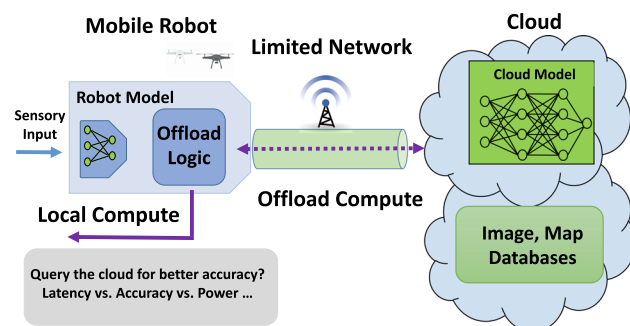 Mobile Robot
Limited Network
Cloud
Cloud Model
Robot Model
Sensory
Input
Offload
Logic
Local Compute
Offload Compute
Image, Map
Databases
Query the cloud for better accuracy?
Latency vs. Accuracy vs. Power ...